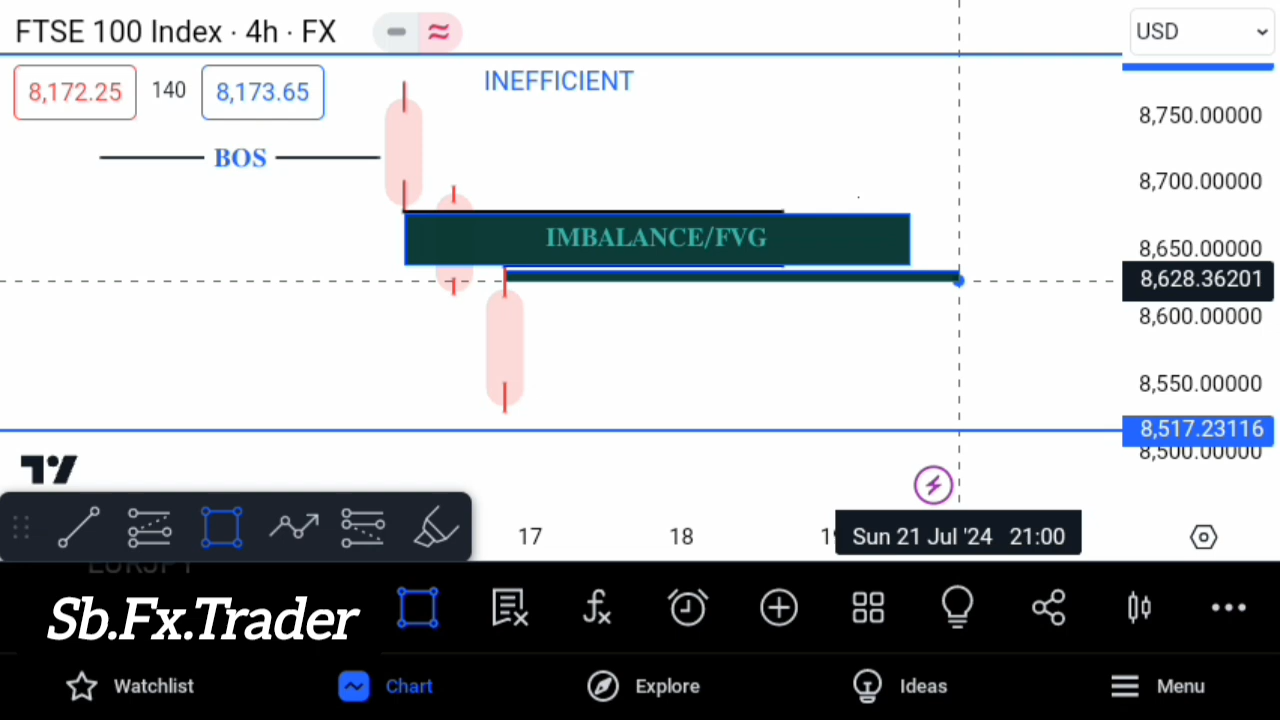 FTSE 100 Index · 4h · FX
USD
8,172.25 140 8,173.65
INEFFICIENT
BOS
IMBALANCE/FVG
8,750.00000
8,700.00000
8,650.00000
8,628.36201
8,600.00000
8,550.00000
8,517.23116
8,500.00000
17 18 Sun 21 Jul '24 21:00
EURJPY
Sb.Fx.Trader
Watchlist Chart Explore Ideas Menu